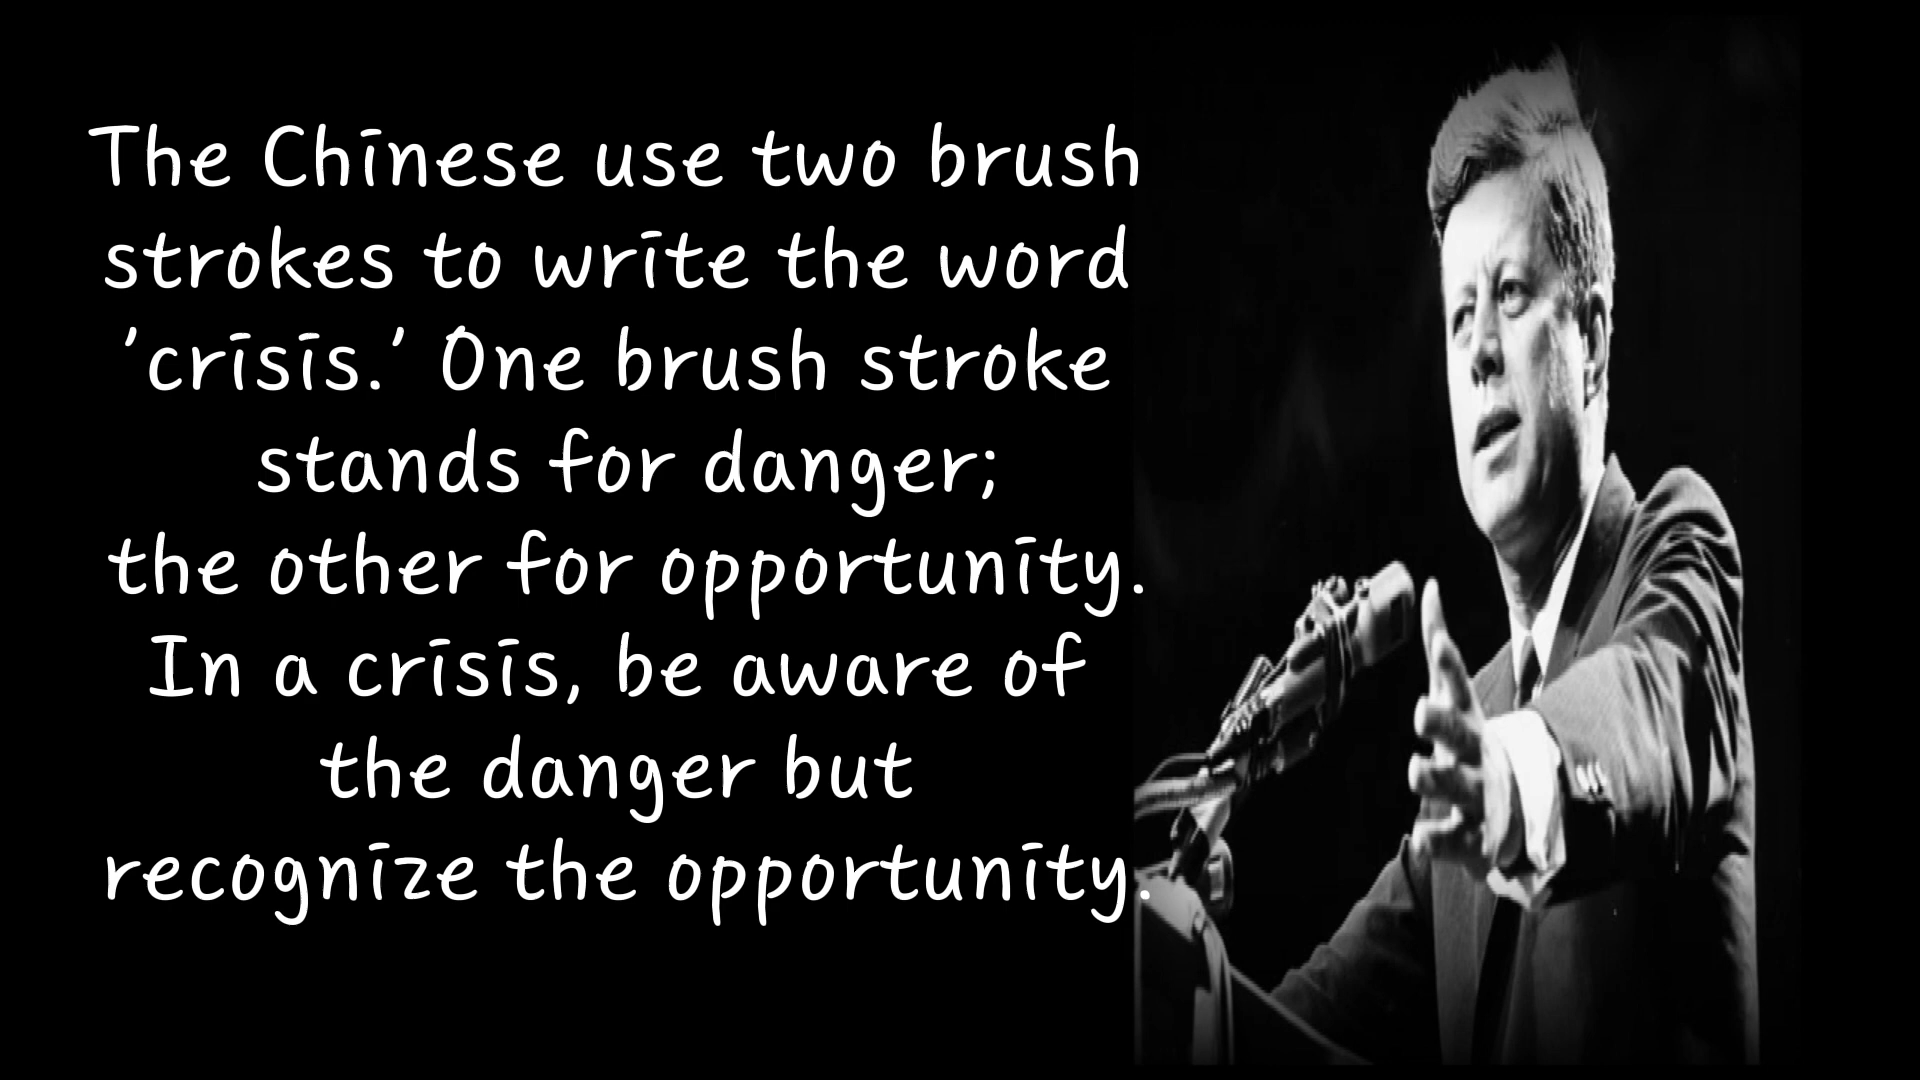 The Chinese use two brush
strokes to write the word
'crisis.' One brush stroke
stands for danger;
the other for opportunity.
In a crisis, be aware of
the danger but
recognize the opportunity.